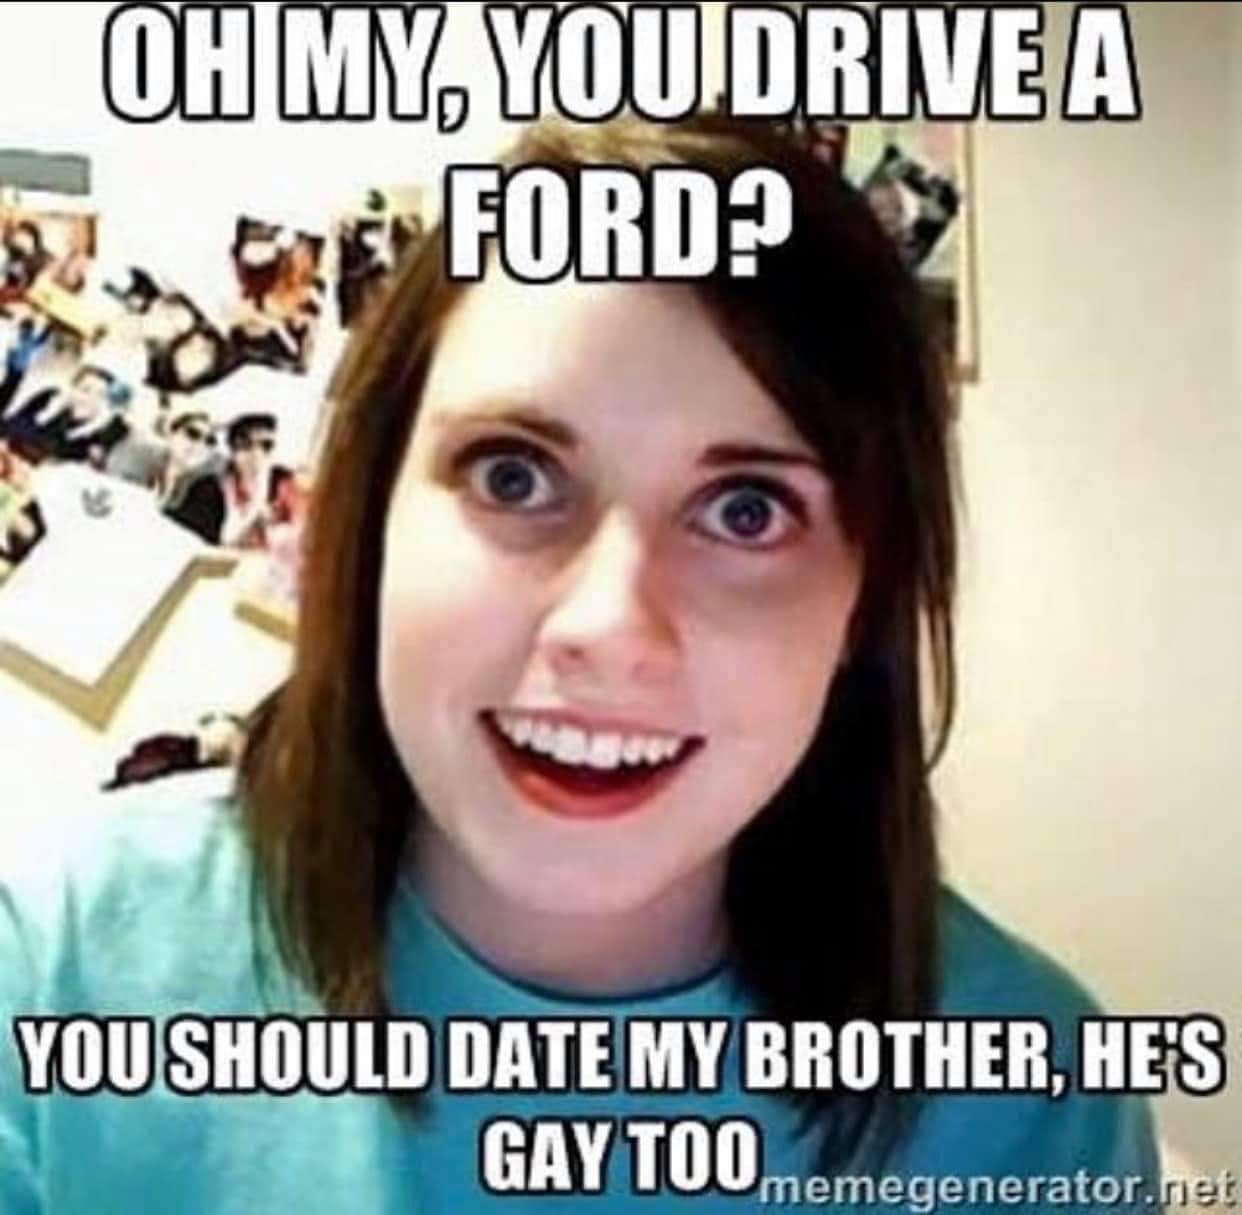 OH MY, YOU DRIVE A
FORD?
YOU SHOULD DATE MY BROTHER, HE'S
GAY TOO
memegenerator.net